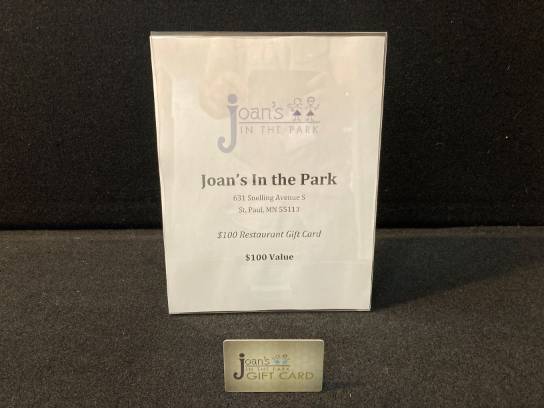 Joan's
IN THE PARK
Joan's In the Park
631 Snelling Avenue S
St. Paul, MN 55113
$100 Restaurant Gift Card
$100 Value
Joan's
IN THE PARK
GIFT CARD